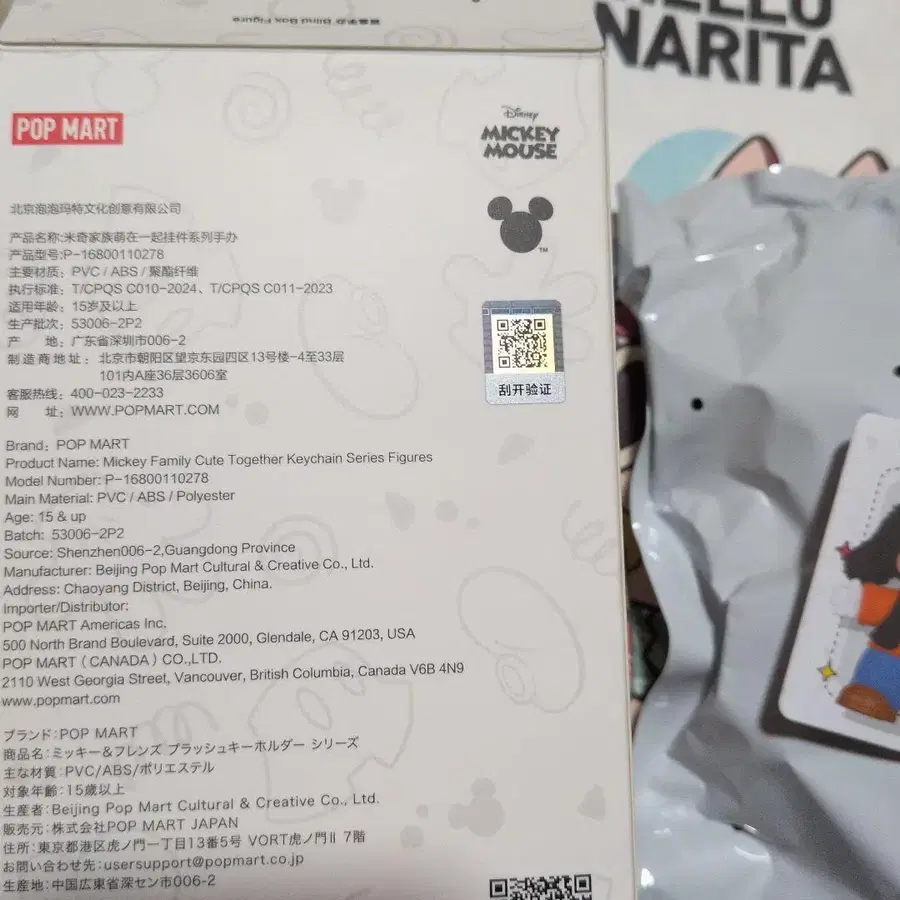 盲盒手办 Blind Box Figure
HELLO
NARITA
POP MART
Disney
MICKEY
MOUSE
TM
北京泡泡玛特文化创意有限公司
产品名称:米奇家族萌在一起挂件系列手办
产品型号:P-16800110278
主要材质：PVC / ABS / 聚酯纤维
执行标准：T/CPQS C010-2024、T/CPQS C011-2023
适用年龄：15岁及以上
生产批次：53006-2P2
产 地：广东省深圳市006-2
制造商地址：北京市朝阳区望京东园四区13号楼-4至33层
101内A座36层3606室
客服热线：400-023-2233
网 址：WWW.POPMART.COM
刮开验证
Brand：POP MART
Product Name: Mickey Family Cute Together Keychain Series Figures
Model Number: P-16800110278
Main Material: PVC / ABS / Polyester
Age: 15 & up
Batch: 53006-2P2
Source: Shenzhen006-2,Guangdong Province
Manufacturer: Beijing Pop Mart Cultural & Creative Co., Ltd.
Address: Chaoyang District, Beijing, China.
Importer/Distributor:
POP MART Americas Inc.
500 North Brand Boulevard, Suite 2000, Glendale, CA 91203, USA
POP MART（CANADA）CO.,LTD.
2110 West Georgia Street, Vancouver, British Columbia, Canada V6B 4N9
www.popmart.com
ブランド:POP MART
商品名:ミッキー＆フレンズ プラッシュキーホルダー シリーズ
主な材質:PVC/ABS/ポリエステル
対象年齢:15歳以上
生産者:Beijing Pop Mart Cultural & Creative Co., Ltd.
販売元:株式会社POP MART JAPAN
住所:東京都港区虎ノ門一丁目13番5号 VORT虎ノ門Ⅱ 7階
お問い合わせ先:usersupport@popmart.co.jp
生産地:中国広東省深セン市006-2